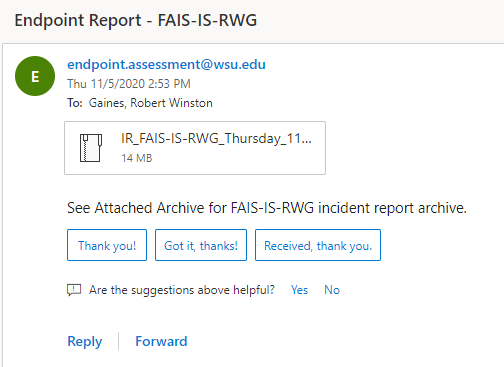 Endpoint Report - FAIS-IS-RWG
E
endpoint.assessment@wsu.edu
Thu 11/5/2020 2:53 PM
To: Gaines, Robert Winston
IR_FAIS-IS-RWG_Thursday_11...
14 MB
See Attached Archive for FAIS-IS-RWG incident report archive.
Thank you! Got it, thanks! Received, thank you.
Are the suggestions above helpful? Yes No
Reply Forward